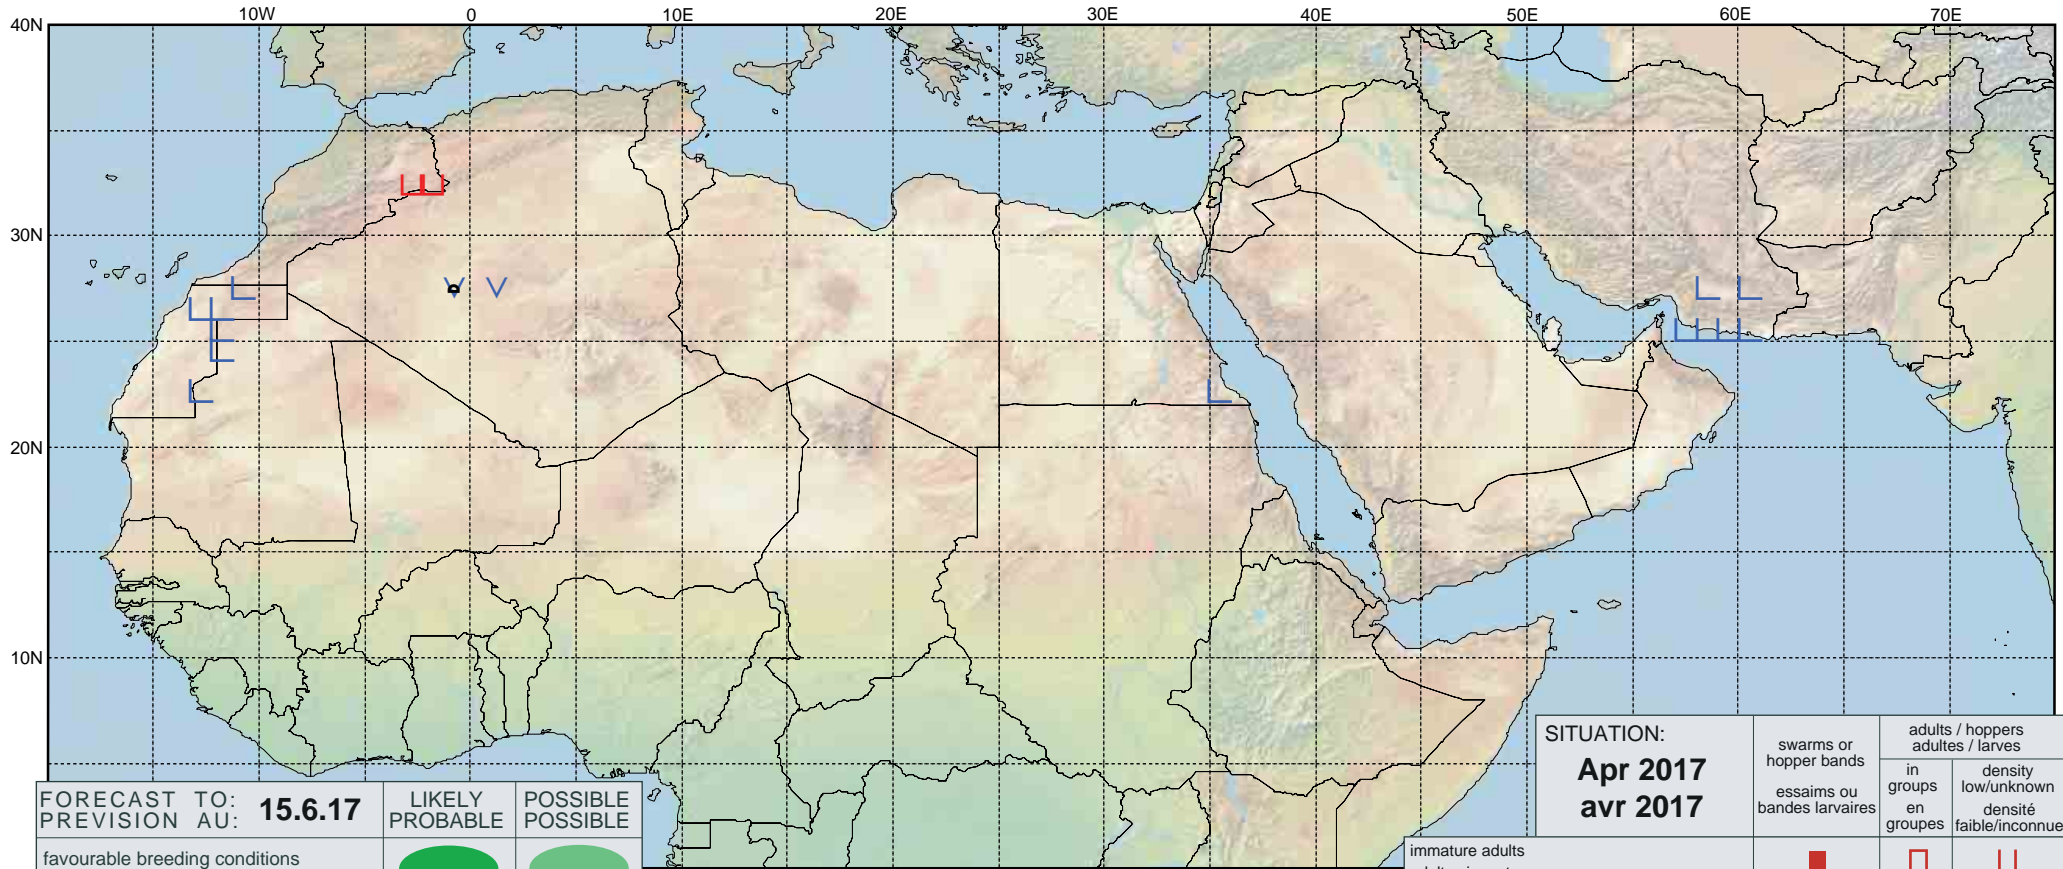 10W 0 10E 20E 30E 40E 50E 60E 70E
40N
30N
20N
10N
FORECAST TO: 15.6.17
PREVISION AU:
LIKELY
PROBABLE
POSSIBLE
POSSIBLE
favourable breeding conditions
SITUATION:
Apr 2017
avr 2017
swarms or
hopper bands
essaims ou
bandes larvaires
adults / hoppers
adultes / larves
in
groups
en
groupes
density
low/unknown
densité
faible/inconnue
immature adults